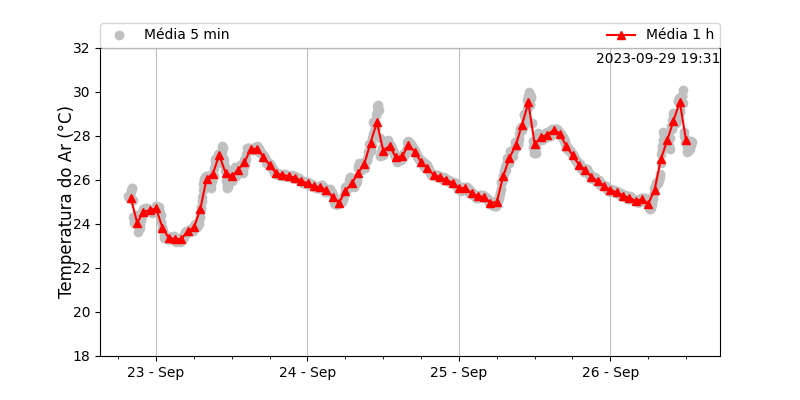 Média 5 min
Média 1 h
2023-09-29 19:31
Temperatura do Ar (°C)
32
30
28
26
24
22
20
18
23 - Sep
24 - Sep
25 - Sep
26 - Sep